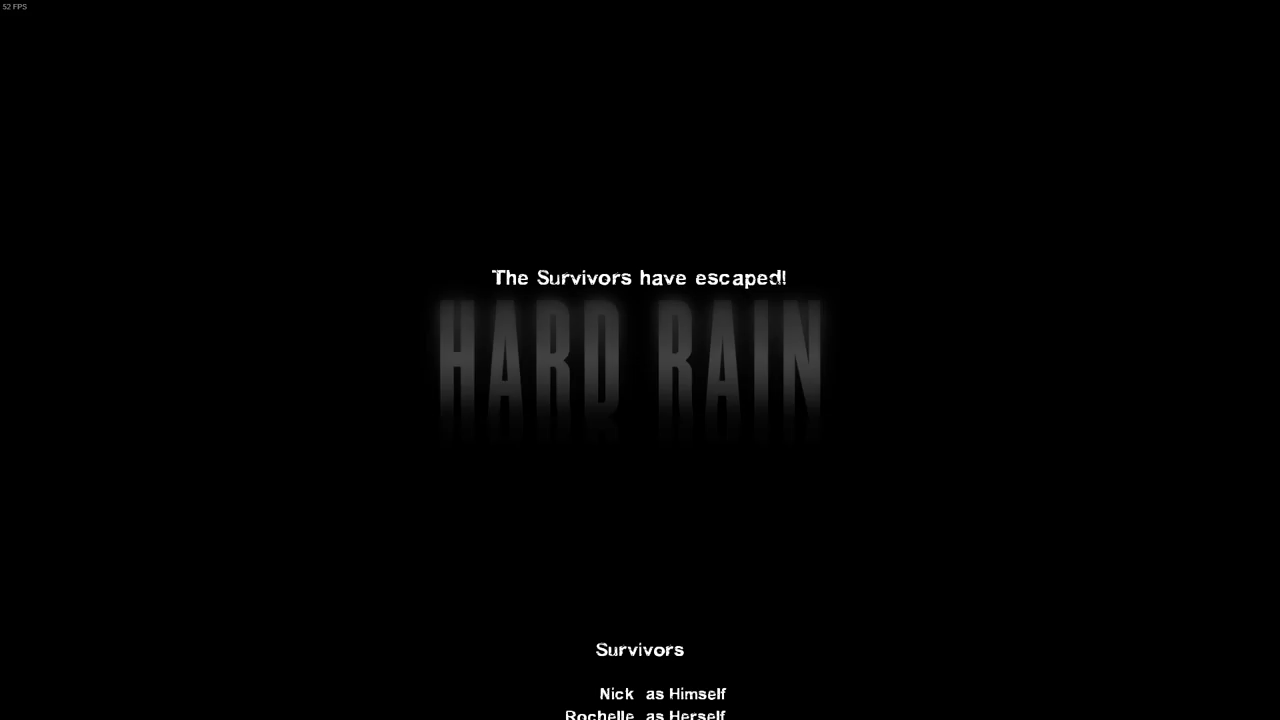 52 FPS
The Survivors have escaped!
HARD RAIN
Survivors
Nick as Himself
Rochelle as Herself